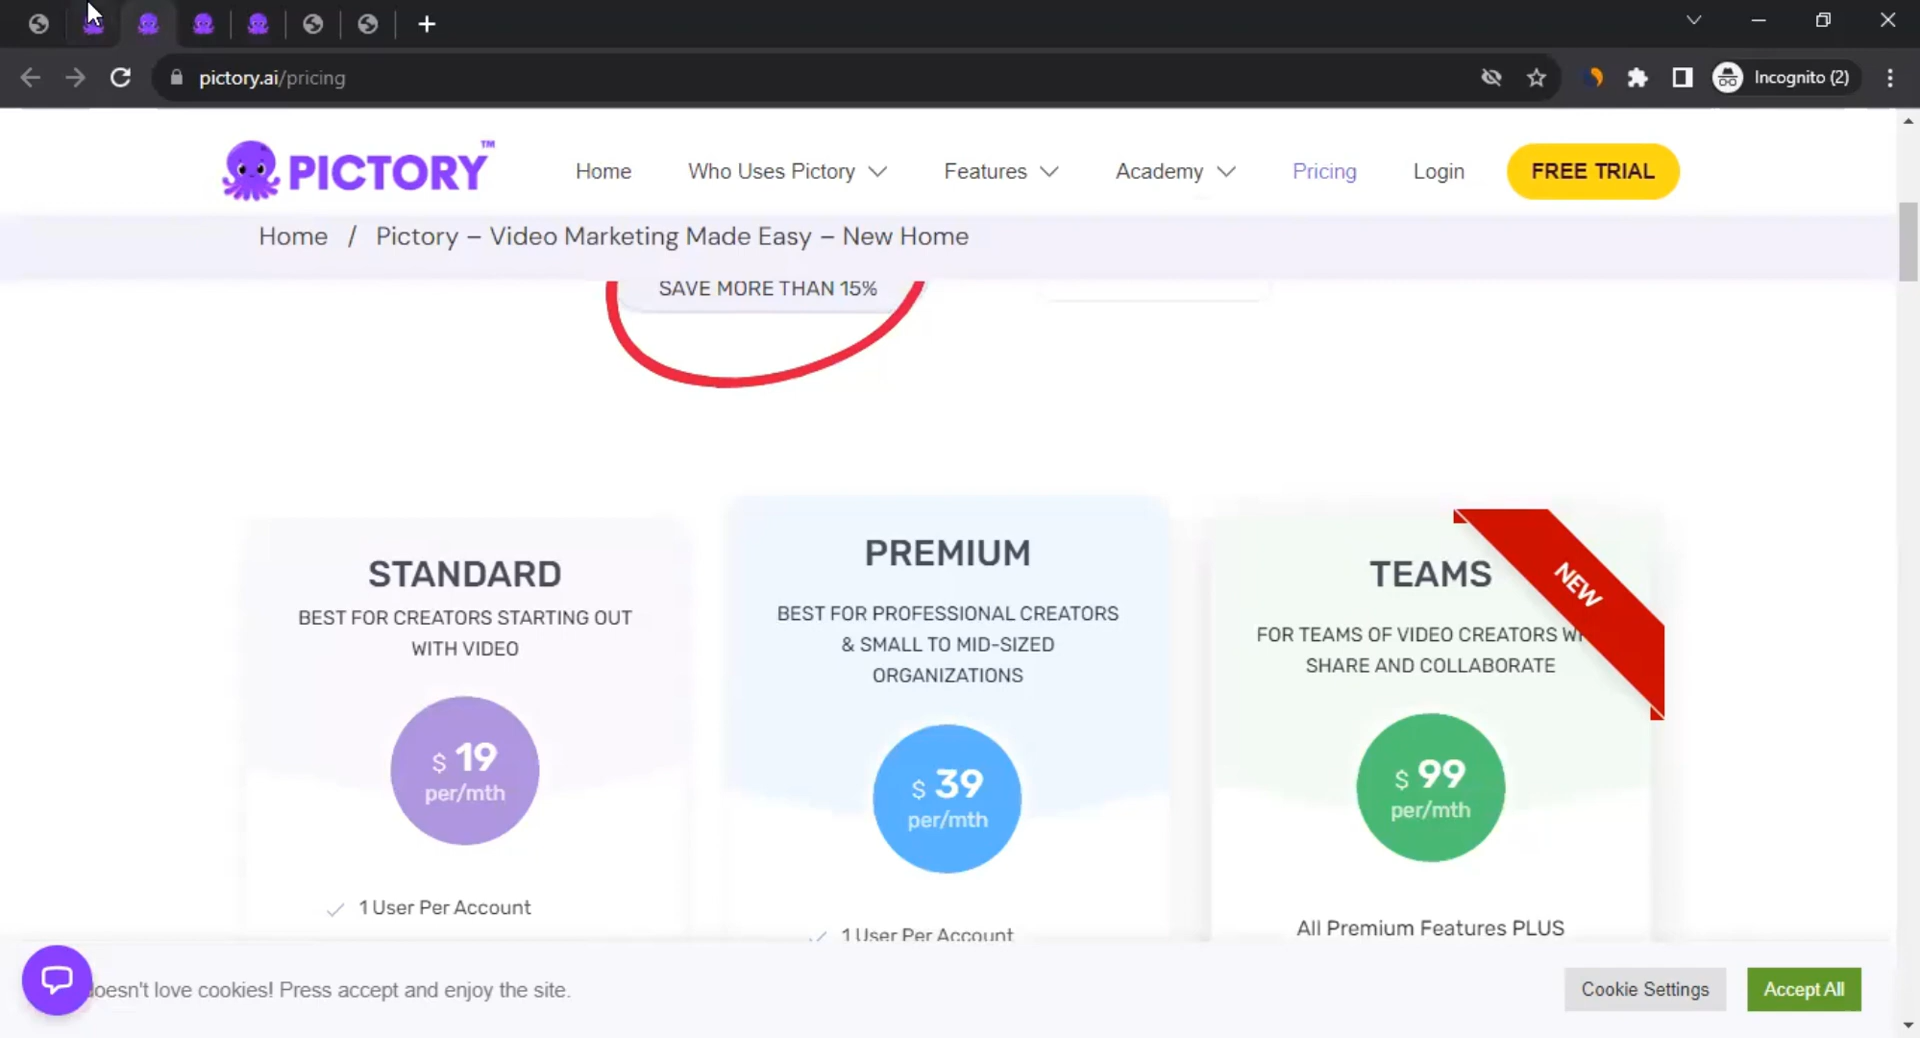 pictory.ai/pricing
Incognito (2)
PICTORY™
Home
Who Uses Pictory
Features
Academy
Pricing
Login
FREE TRIAL
Home / Pictory – Video Marketing Made Easy – New Home
SAVE MORE THAN 15%
STANDARD
BEST FOR CREATORS STARTING OUT
WITH VIDEO
$ 19
per/mth
1 User Per Account
PREMIUM
BEST FOR PROFESSIONAL CREATORS
& SMALL TO MID-SIZED
ORGANIZATIONS
$ 39
per/mth
1 User Per Account
NEW
TEAMS
FOR TEAMS OF VIDEO CREATORS
SHARE AND COLLABORATE
$ 99
per/mth
All Premium Features PLUS
oesn't love cookies! Press accept and enjoy the site.
Cookie Settings
Accept All